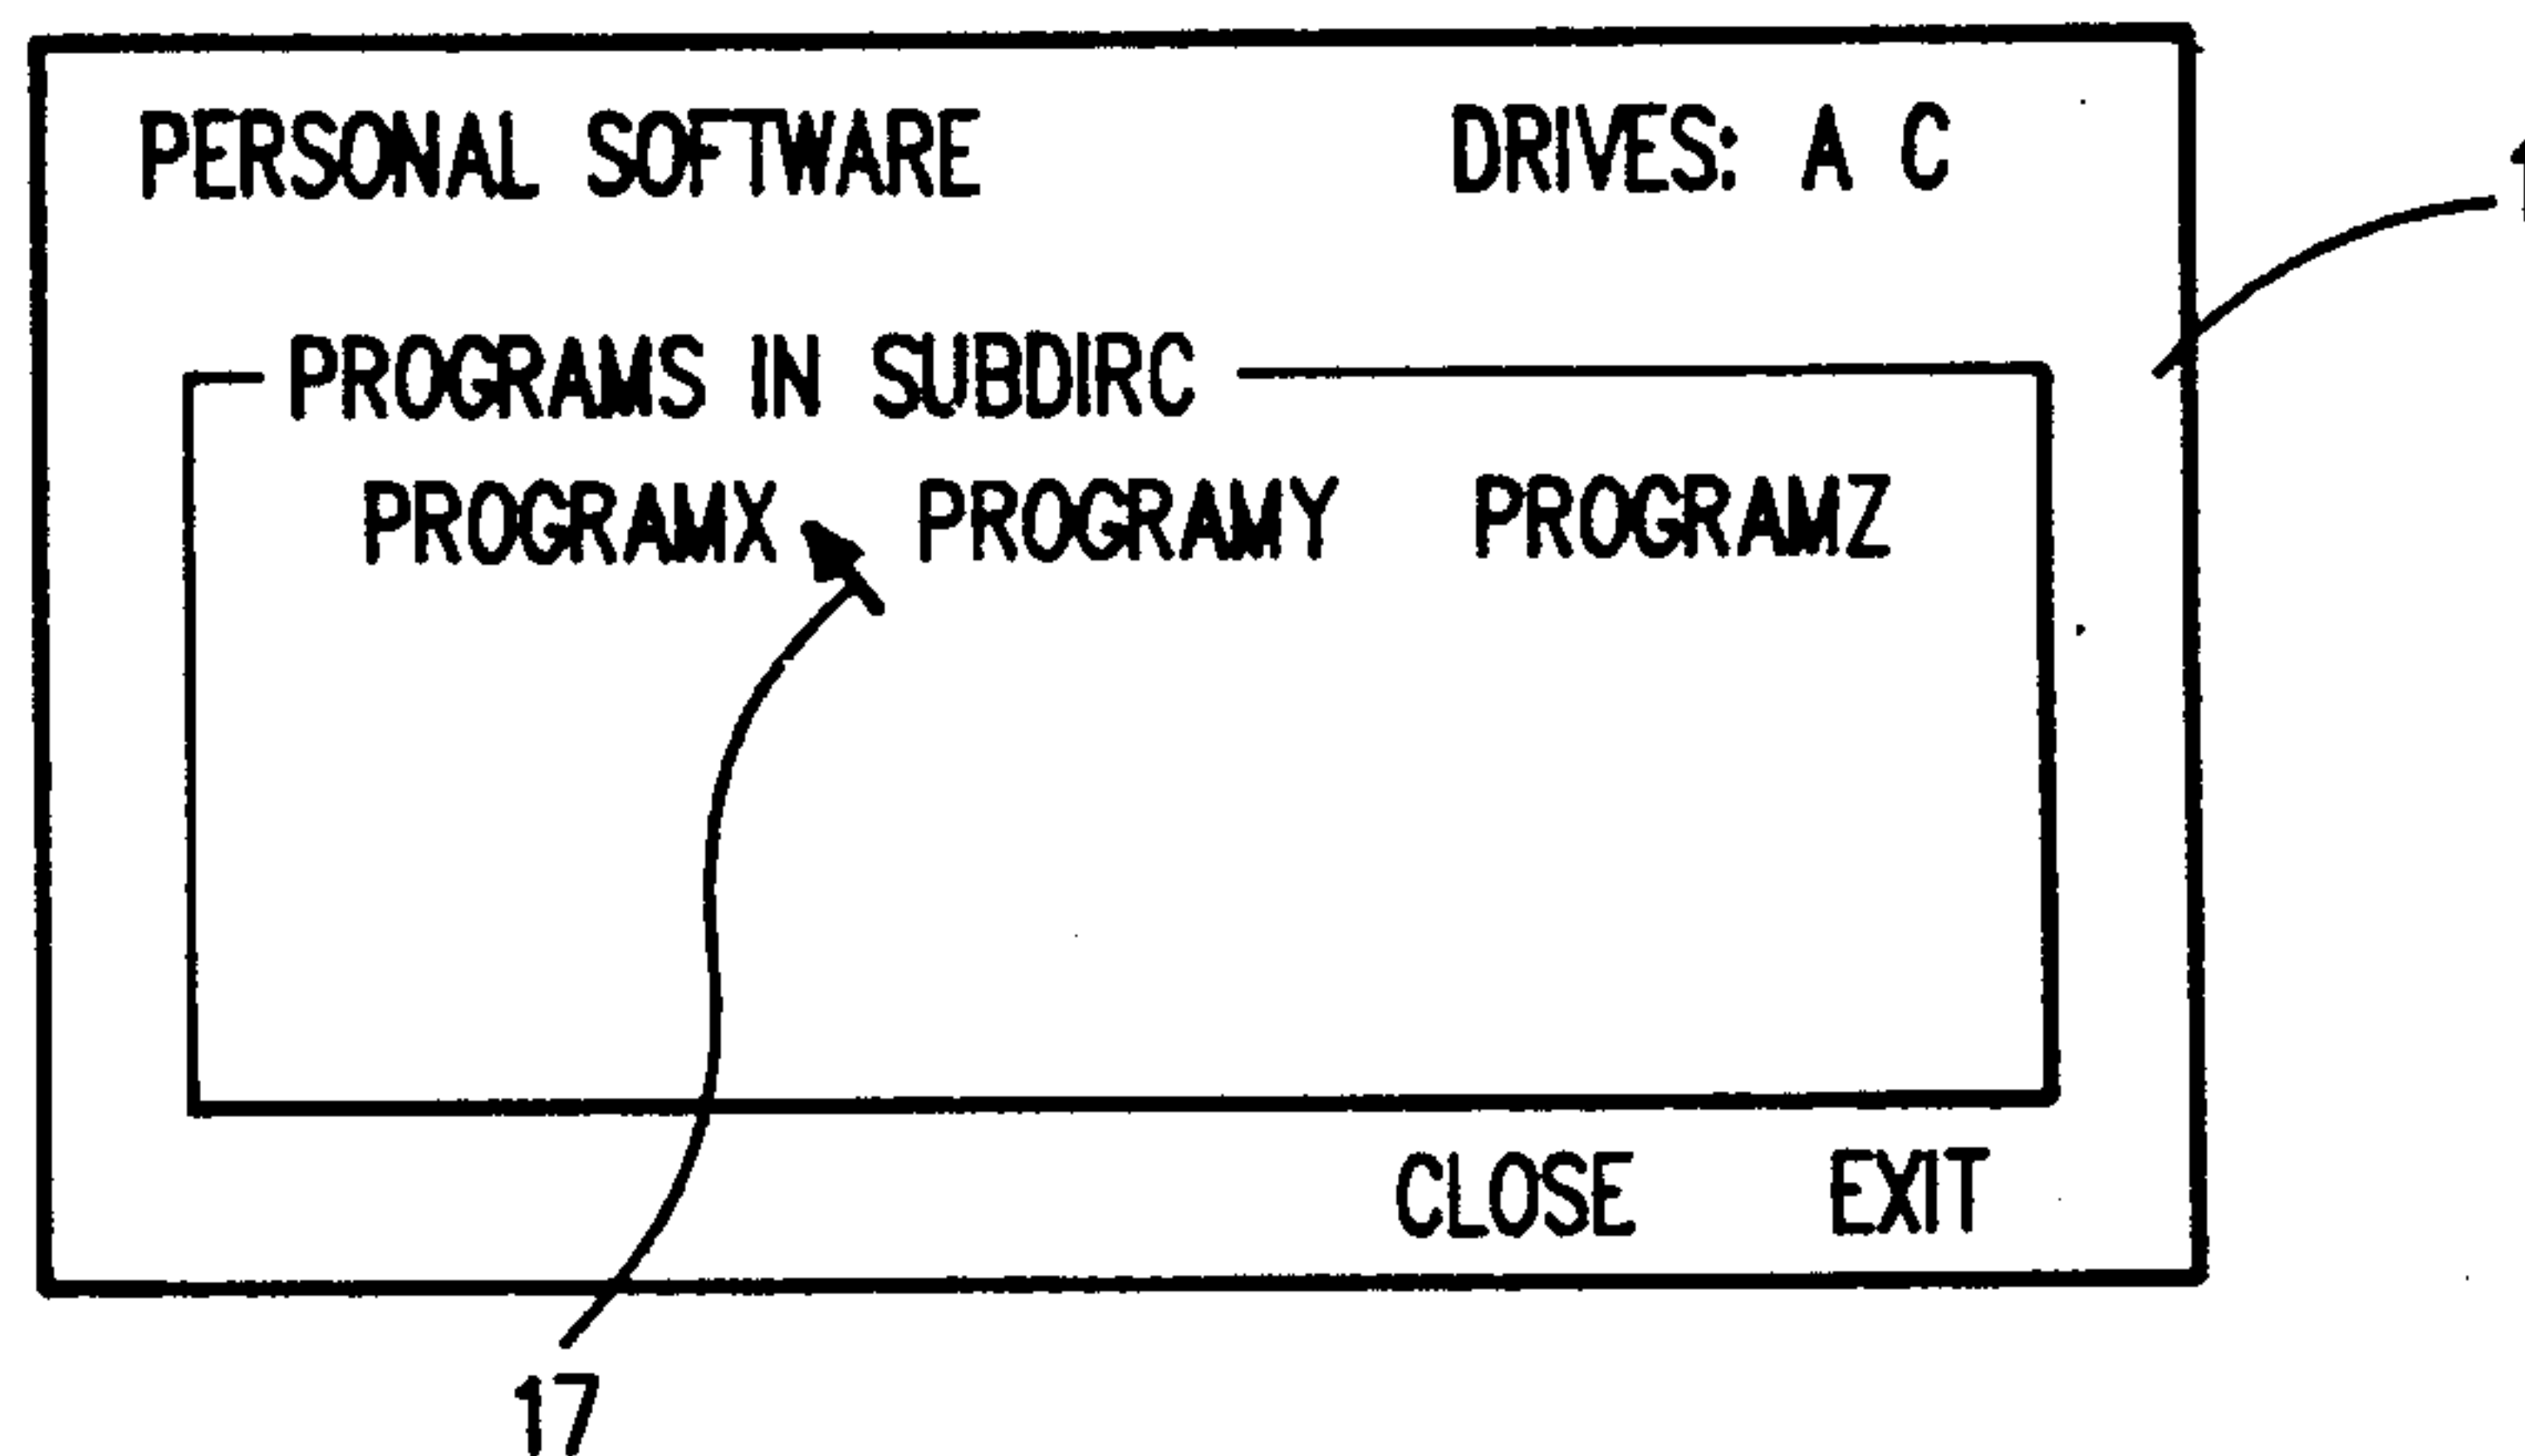 PERSONAL SOFTWARE DRIVES: A C
PROGRAMS IN SUBDIRC
PROGRAMX PROGRAMY PROGRAMZ
CLOSE EXIT
17